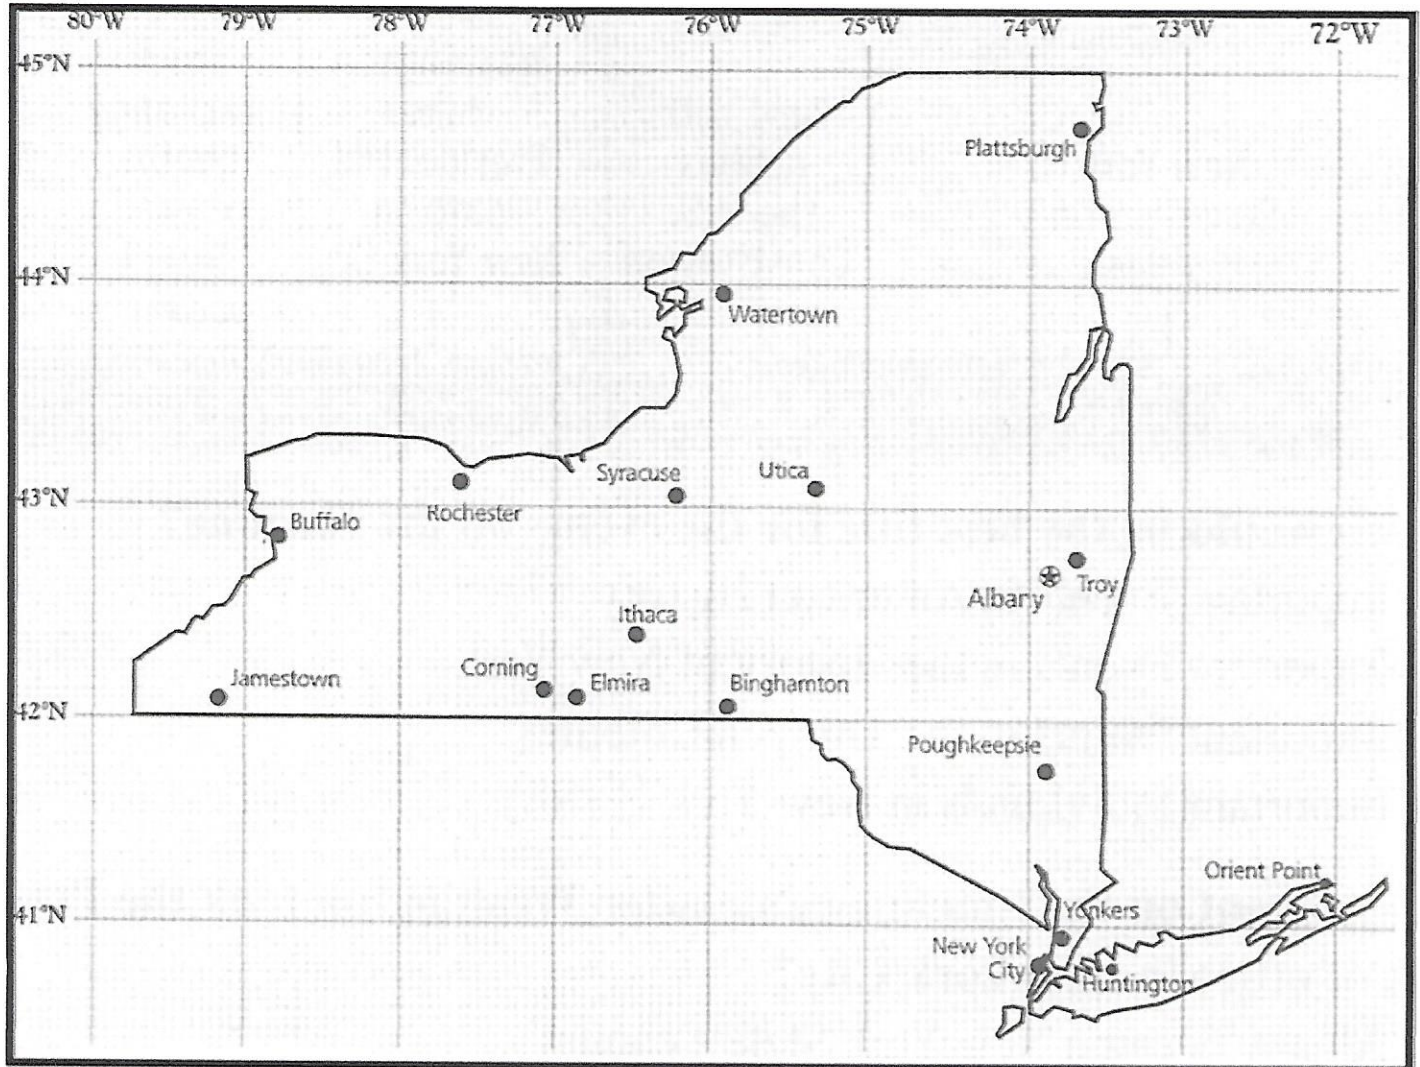 80°W 79°W 78°W 77°W 76°W 75°W 74°W 73°W 72°W
45°N
Plattsburgh
44°N
Watertown
Syracuse
Utica
43°N
Rochester
Buffalo
Albany
Troy
Ithaca
Corning
Jamestown
Elmira
Binghamton
42°N
Poughkeepsie
Orient Point
41°N
Yonkers
New York
City
Huntington